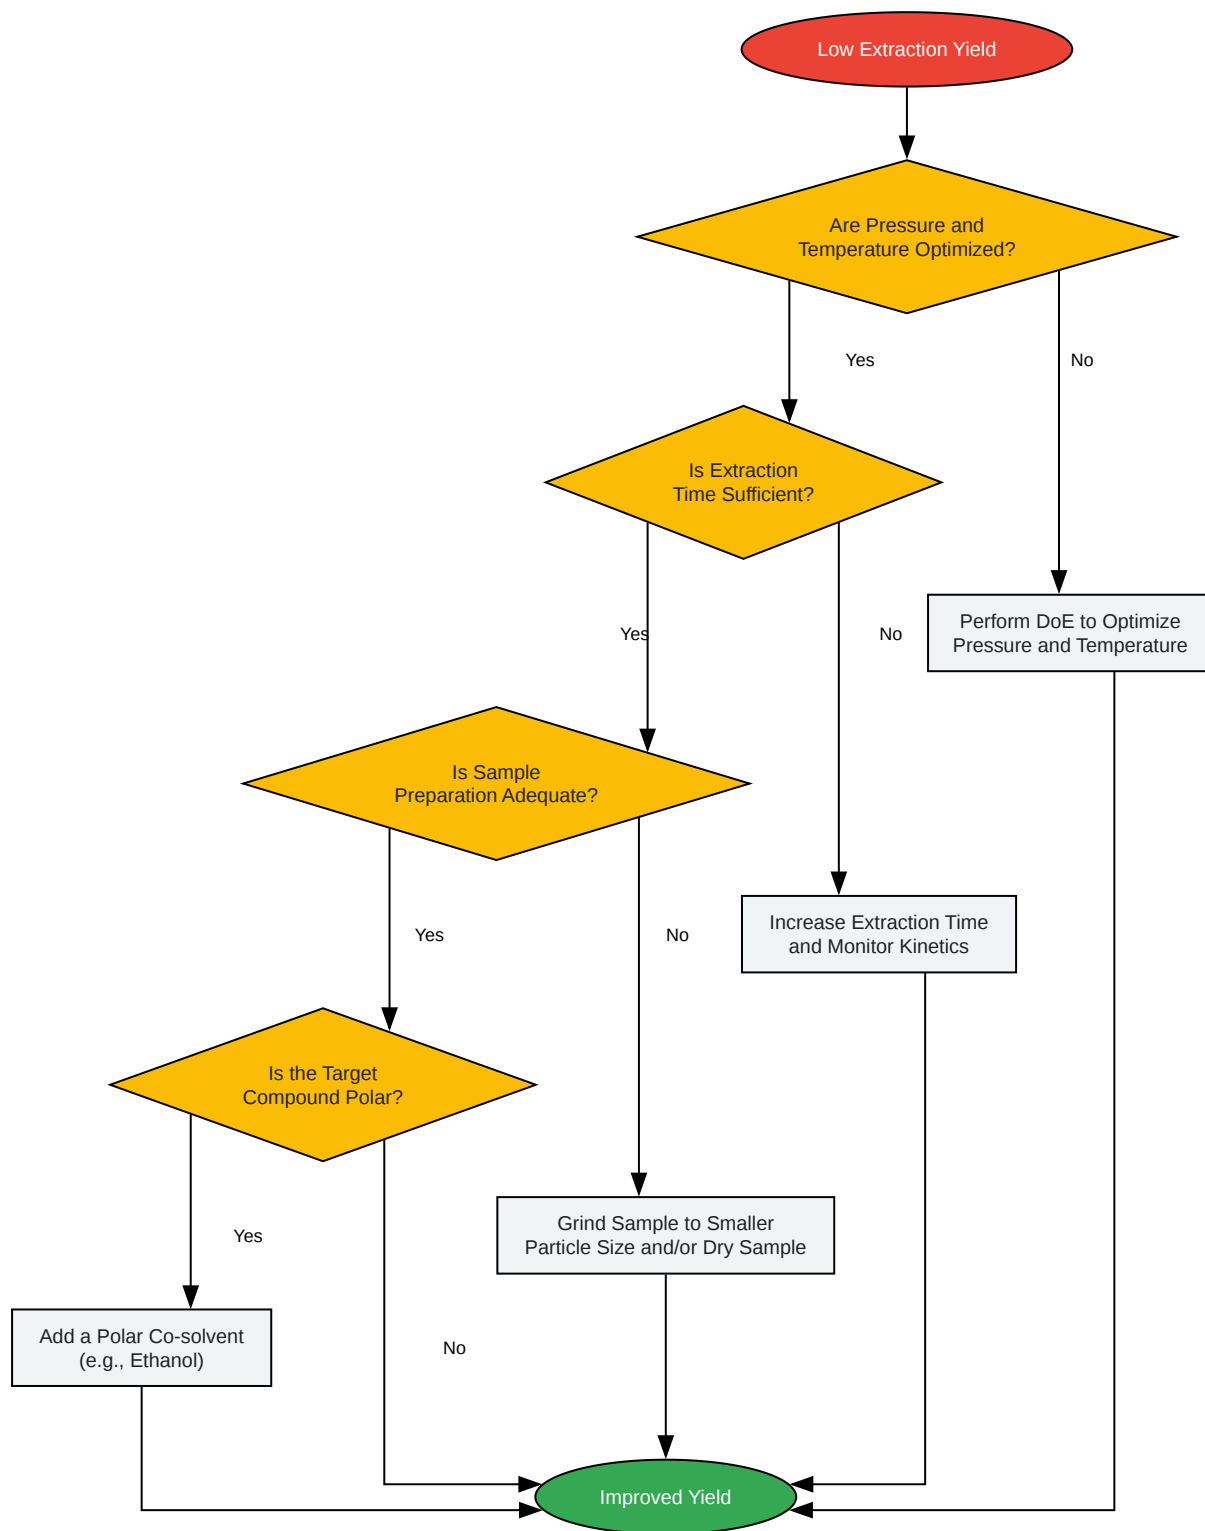 Low Extraction Yield
Are Pressure and
Temperature Optimized?
Yes
No
Is Extraction
Time Sufficient?
Perform DoE to Optimize
Pressure and Temperature
Yes
No
Is Sample
Preparation Adequate?
Increase Extraction Time
and Monitor Kinetics
Yes
No
Is the Target
Compound Polar?
Grind Sample to Smaller
Particle Size and/or Dry Sample
Yes
No
Add a Polar Co-solvent
(e.g., Ethanol)
Improved Yield